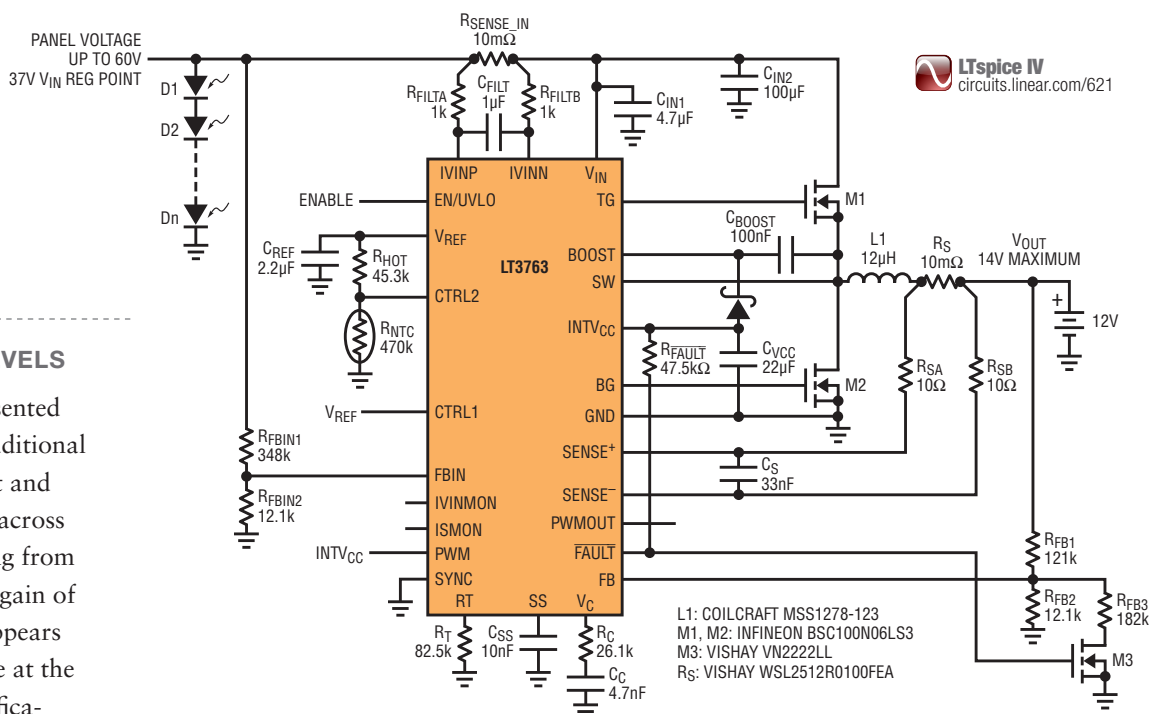 PANEL VOLTAGE
UP TO 60V
37V VIN REG POINT
D1
D2
Dn
RSENSE_IN
10mΩ
RFILTA
1k
CFILT
1µF
RFILTB
1k
CIN1
4.7µF
CIN2
100µF
LTspice IV
circuits.linear.com/621
IVINP
IVINN
VIN
ENABLE
EN/UVLO
TG
M1
CREF
2.2µF
VREF
RHOT
45.3k
LT3763
BOOST
CBOOST
100nF
SW
L1
12µH
RS
10mΩ
VOUT
14V MAXIMUM
CTRL2
RNTC
470k
INTVCC
RFAULT
47.5kΩ
CVCC
22µF
+
12V
BG
M2
RSA
10Ω
RSB
10Ω
VREF
CTRL1
GND
RFBIN1
348k
SENSE+
CS
33nF
FBIN
SENSE–
RFBIN2
12.1k
IVINMON
ISMON
PWMOUT
INTVCC
PWM
FAULT
RFB1
121k
SYNC
FB
RT
SS
VC
RFB2
12.1k
RFB3
182k
RT
82.5k
CSS
10nF
RC
26.1k
CC
4.7nF
M3
L1: COILCRAFT MSS1278-123
M1, M2: INFINEON BSC100N06LS3
M3: VISHAY VN2222LL
RS: VISHAY WSL2512R0100FEA
VELS
sented
ditional
t and
across
ng from
gain of
ppears
e at the
fica-